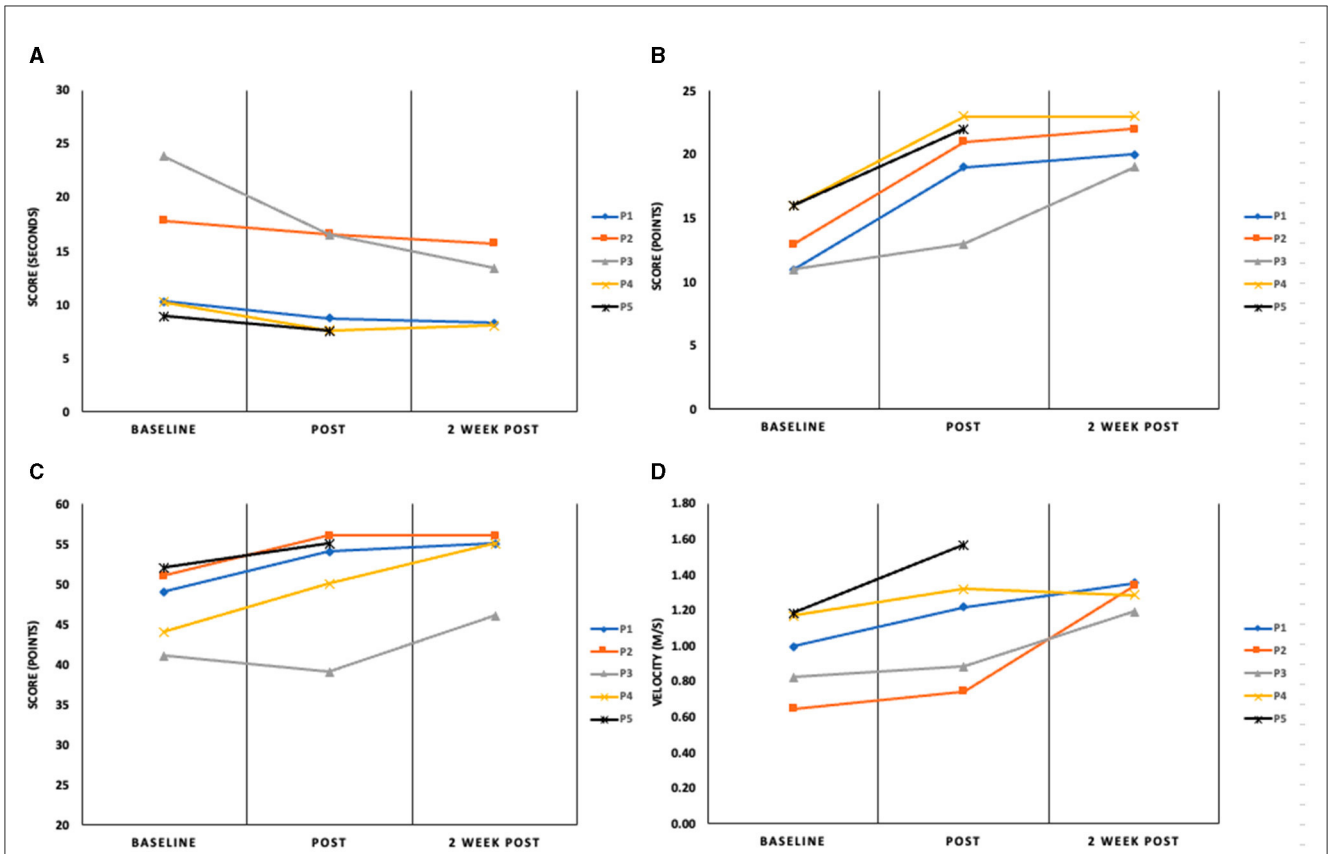 A
SCORE (SECONDS)
30
25
20
15
10
5
0
BASELINE POST 2 WEEK POST
P1
P2
P3
P4
P5
B
SCORE (POINTS)
25
20
15
10
5
0
BASELINE POST 2 WEEK POST
P1
P2
P3
P4
P5
C
SCORE (POINTS)
60
55
50
45
40
35
30
25
20
BASELINE POST 2 WEEK POST
P1
P2
P3
P4
P5
D
VELOCITY (M/S)
1.80
1.60
1.40
1.20
1.00
0.80
0.60
0.40
0.20
0.00
BASELINE POST 2 WEEK POST
P1
P2
P3
P4
P5